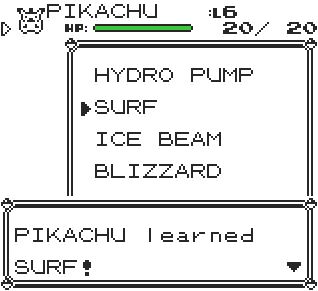 PIKACHU :L6
HP: 20/ 20
HYDRO PUMP
SURF
ICE BEAM
BLIZZARD
PIKACHU learned
SURF!